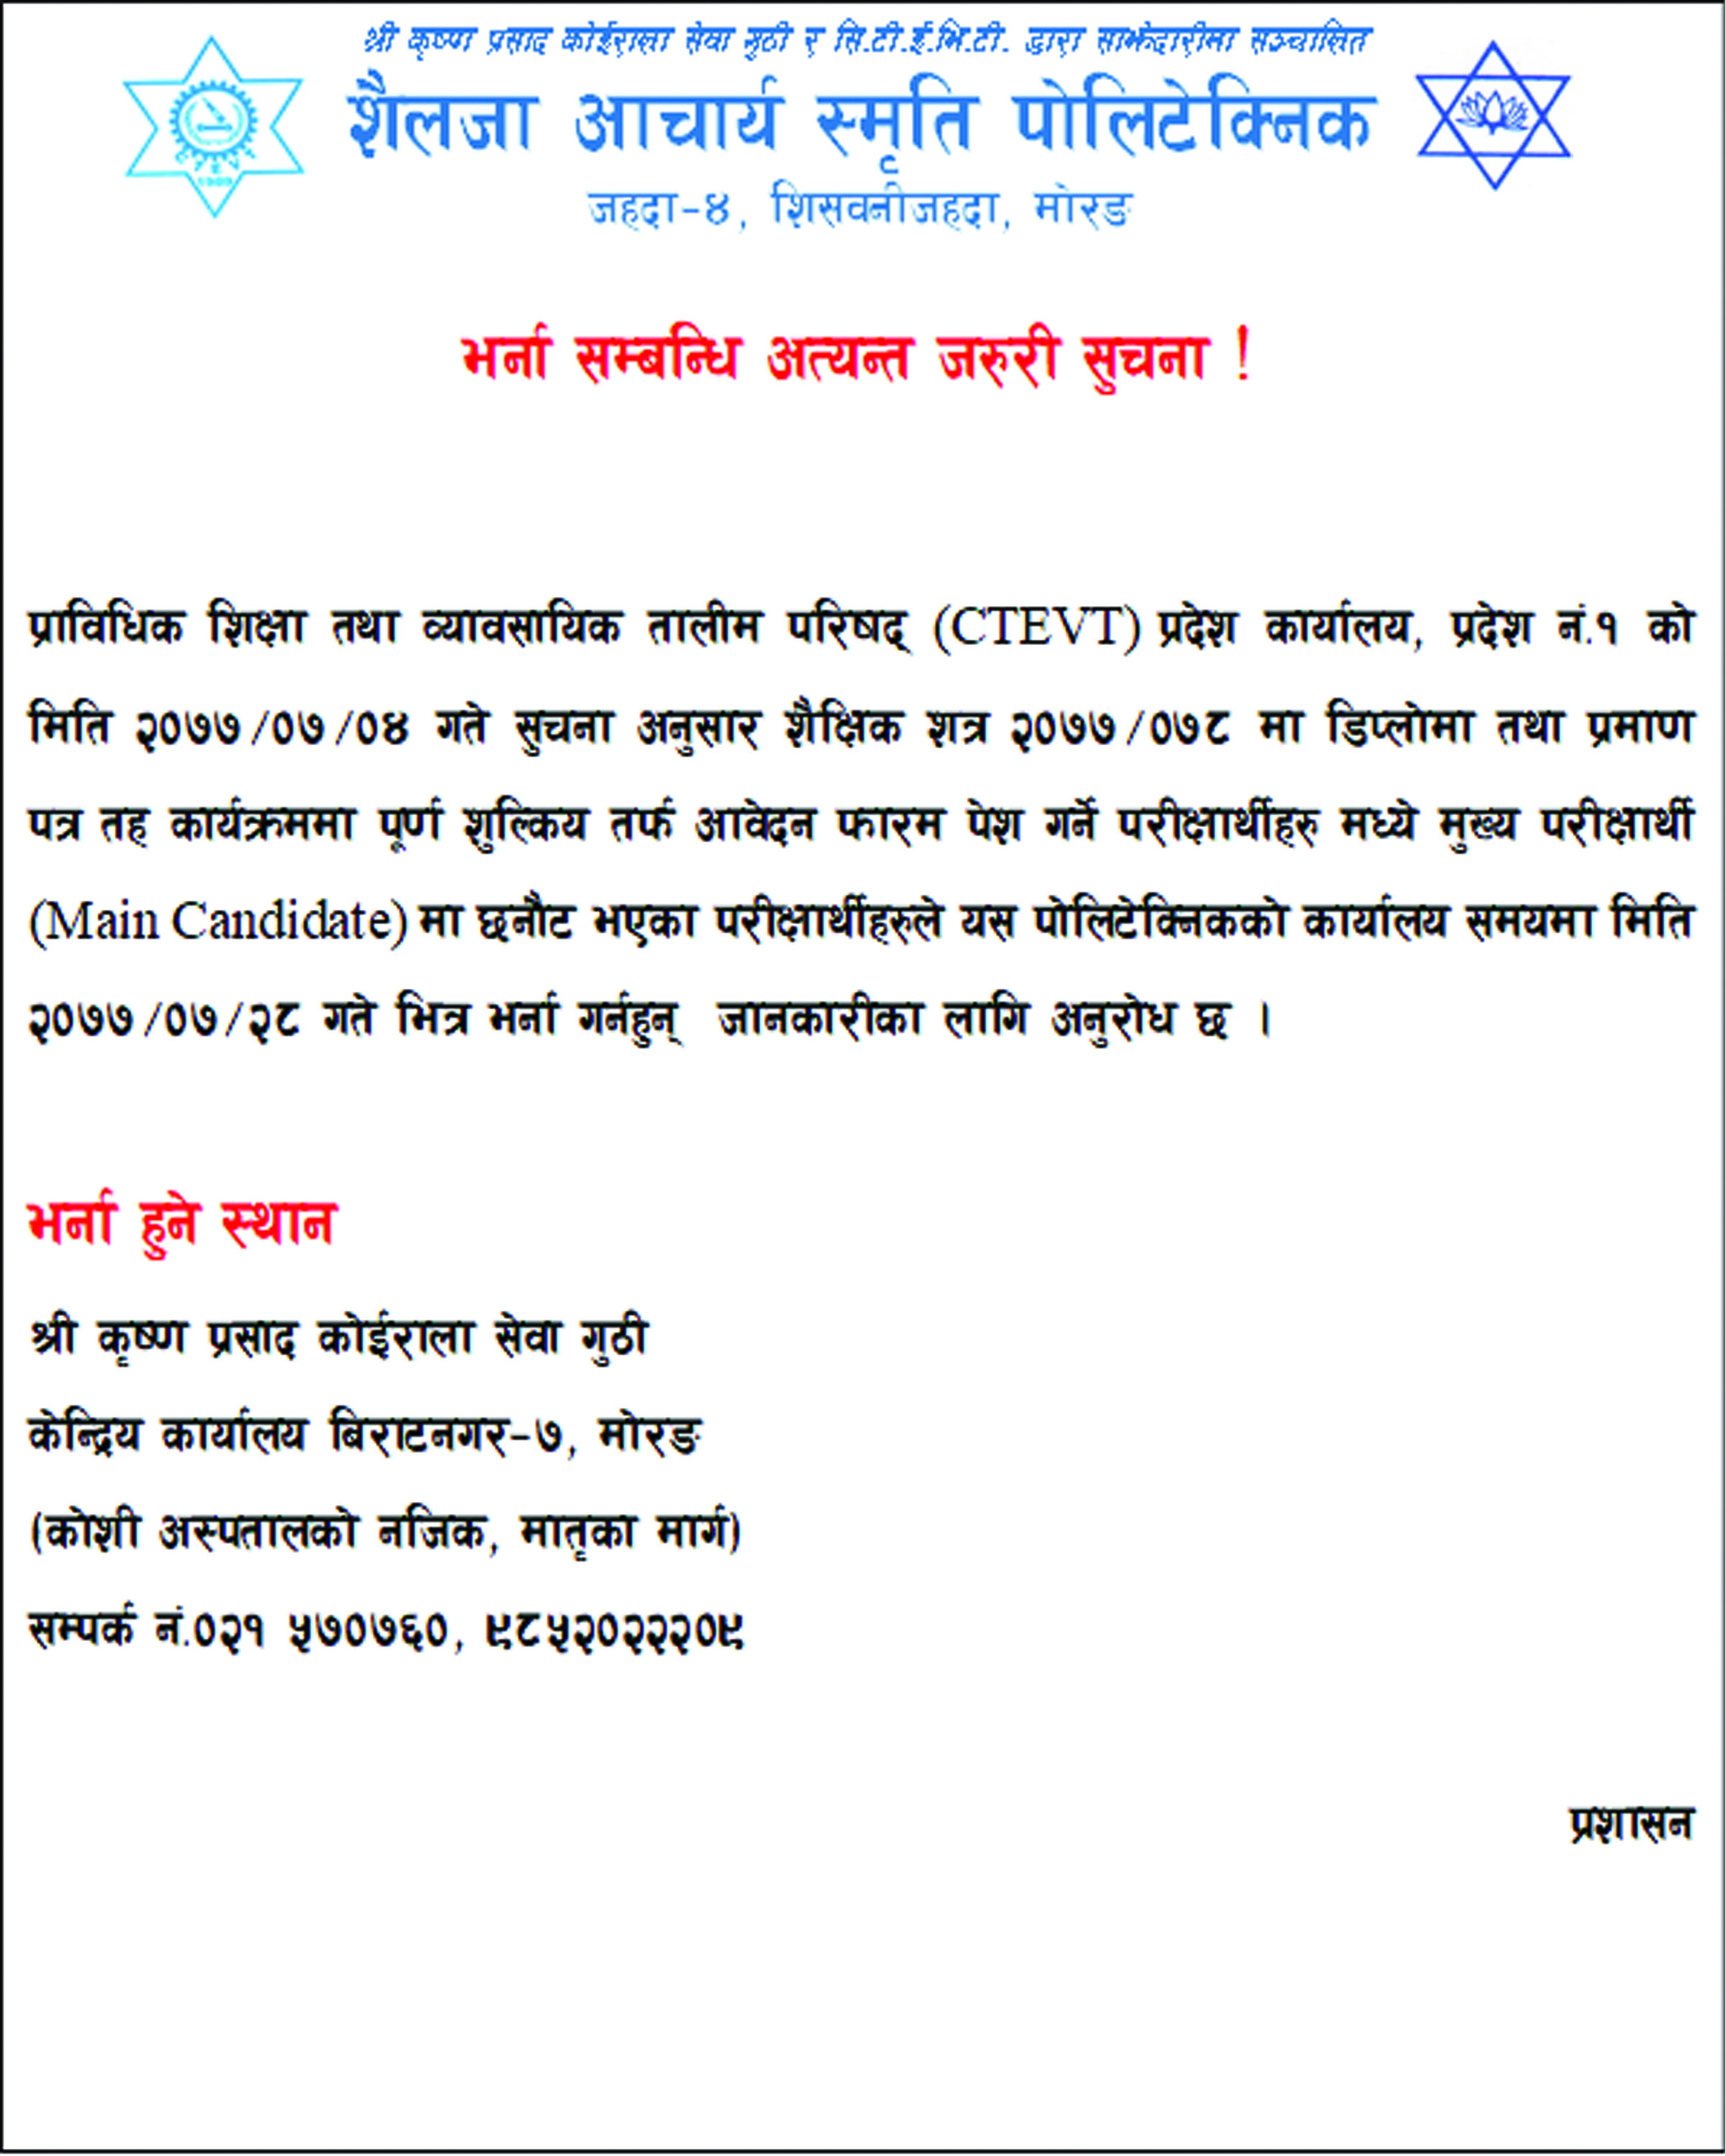 श्री कृष्ण प्रसाद कोईराला सेवा गुठी र सि.टी.ई.भि.टी. द्वारा साझेदारीमा सञ्चालित
शैलजा आचार्य स्मृति पोलिटेक्निक
जहदा-४, शिसवनीजहदा, मोरङ
भर्ना सम्बन्धि अत्यन्त जरुरी सुचना !
प्राविधिक शिक्षा तथा व्यावसायिक तालीम परिषद् (CTEVT) प्रदेश कार्यालय, प्रदेश नं.१ को
मिति २०७७/०७/०४ गते सुचना अनुसार शैक्षिक शत्र २०७७/०७८ मा डिप्लोमा तथा प्रमाण
पत्र तह कार्यक्रममा पूर्ण शुल्किय तर्फ आवेदन फारम पेश गर्ने परीक्षार्थीहरु मध्ये मुख्य परीक्षार्थी
(Main Candidate) मा छनौट भएका परीक्षार्थीहरुले यस पोलिटेक्निकको कार्यालय समयमा मिति
२०७७/०७/२८ गते भित्र भर्ना गर्नहुन् जानकारीका लागि अनुरोध छ ।
भर्ना हुने स्थान
श्री कृष्ण प्रसाद कोईराला सेवा गुठी
केन्द्रिय कार्यालय बिराटनगर-७, मोरङ
(कोशी अस्पतालको नजिक, मातृका मार्ग)
सम्पर्क नं.०२१ ५७०७६०, ९८५२०२२२०९
प्रशासन